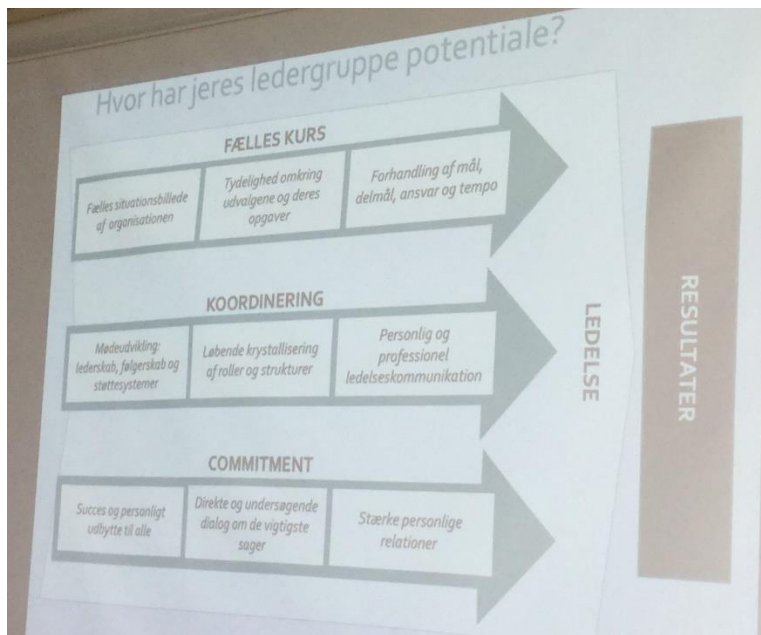 Hvor har jeres ledergruppe potentiale?
FÆLLES KURS
Fælles situationsbillede
af organisationen
Tydelighed omkring
udvalgene og deres
opgaver
Forhandling af mål,
delmål, ansvar og tempo
KOORDINERING
Mødeudvikling:
lederskab, følgerskab og
støttesystemer
Løbende krystallisering
af roller og strukturer
Personlig og
professionel
ledelseskommunikation
COMMITMENT
Succes og personligt
udbytte til alle
Direkte og undersøgende
dialog om de vigtigste
sager
Stærke personlige
relationer
LEDELSE
RESULTATER